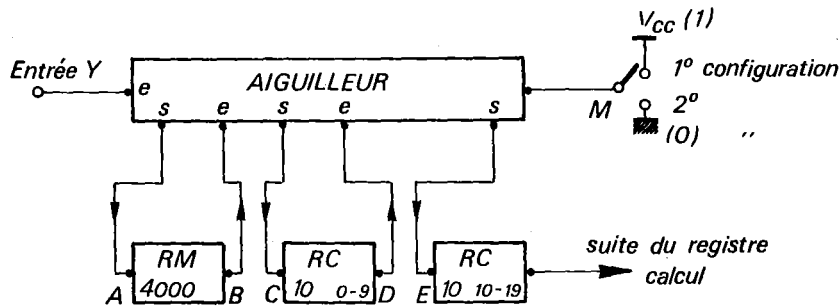 Vcc (1)
Entrée Y
AIGUILLEUR
1° configuration
e
s e s e s
M
2°
(0) "
RM
4000
A B
RC
10 0-9
C D
RC
10 10-19
E
suite du registre
calcul